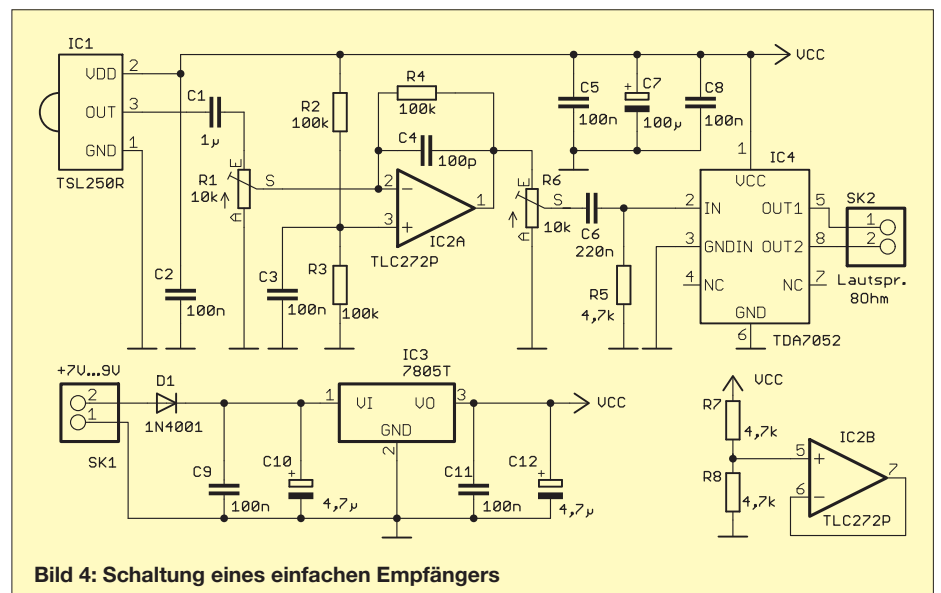 IC1
VDD 2
OUT 3
GND 1
TSL250R
C1
1µ
R1
10k
E
S
A
C2
100n
R2
100k
R4
100k
C4
100p
2
3
1
IC2A
TLC272P
C3
100n
R3
100k
R6
10k
E
S
A
C6
220n
R5
4,7k
C5
100n
+
C7
100µ
C8
100n
VCC
1
IC4
VCC
2 IN
OUT1 5
3 GNDIN
OUT2 8
4 NC
NC 7
GND
6
TDA7052
SK2
1
2
Lautspr.
8Ohm
+7V...9V
2
1
SK1
D1
1N4001
C9
100n
+
C10
4,7µ
IC3
7805T
1 VI
VO 3
GND
2
C11
100n
+
C12
4,7µ
VCC
VCC
R7
4,7k
R8
4,7k
5
6
7
IC2B
TLC272P
Bild 4: Schaltung eines einfachen Empfängers